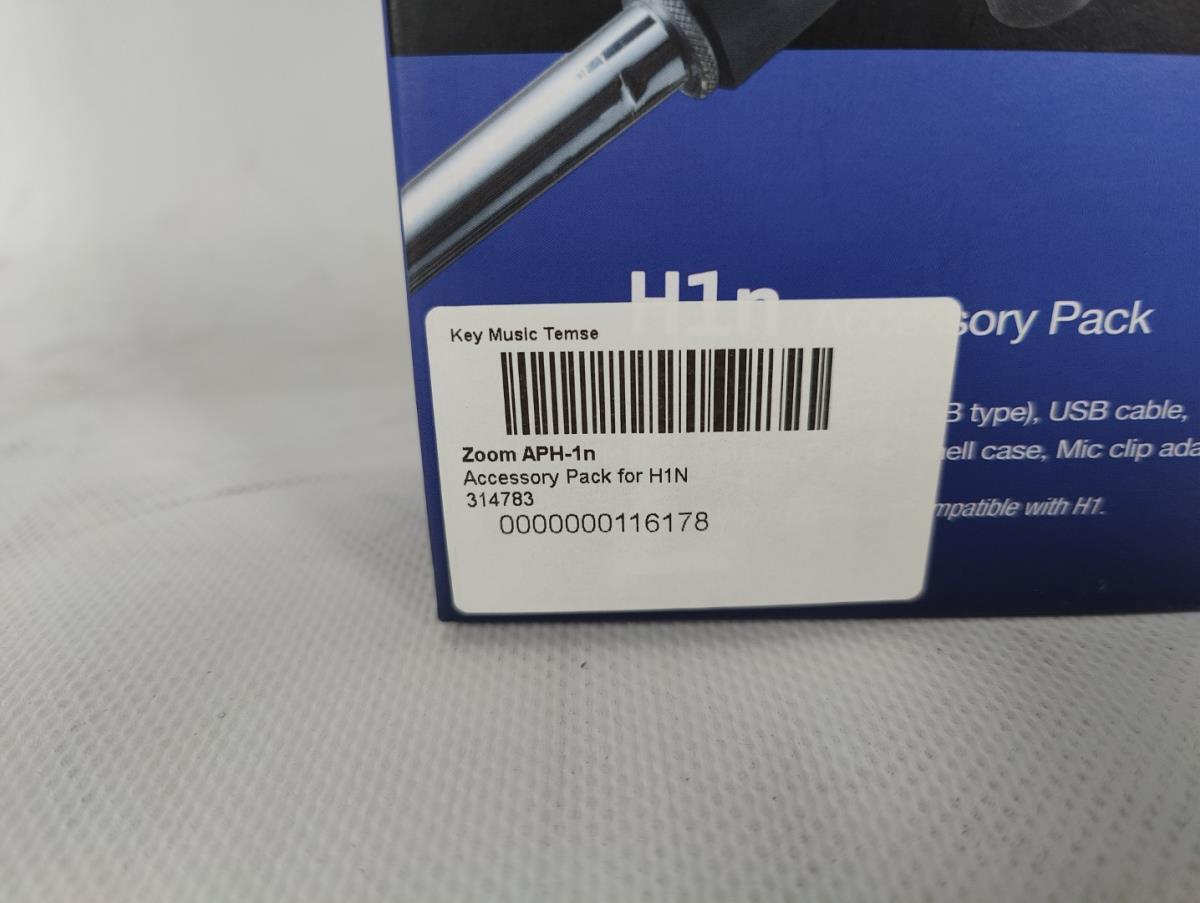 H1n
sory Pack
Key Music Temse
B type), USB cable,
ell case, Mic clip ada
mpatible with H1.
Zoom APH-1n
Accessory Pack for H1N
314783
0000000116178